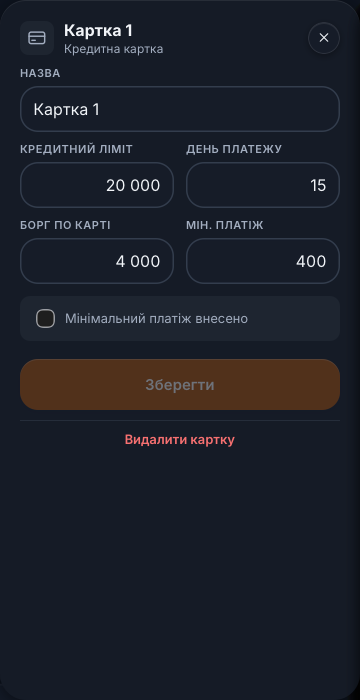 Картка 1
Кредитна картка
НАЗВА
Картка 1
КРЕДИТНИЙ ЛІМІТ
ДЕНЬ ПЛАТЕЖУ
20 000
15
БОРГ ПО КАРТІ
МІН. ПЛАТІЖ
4 000
400
Мінімальний платіж внесено
Зберегти
Видалити картку